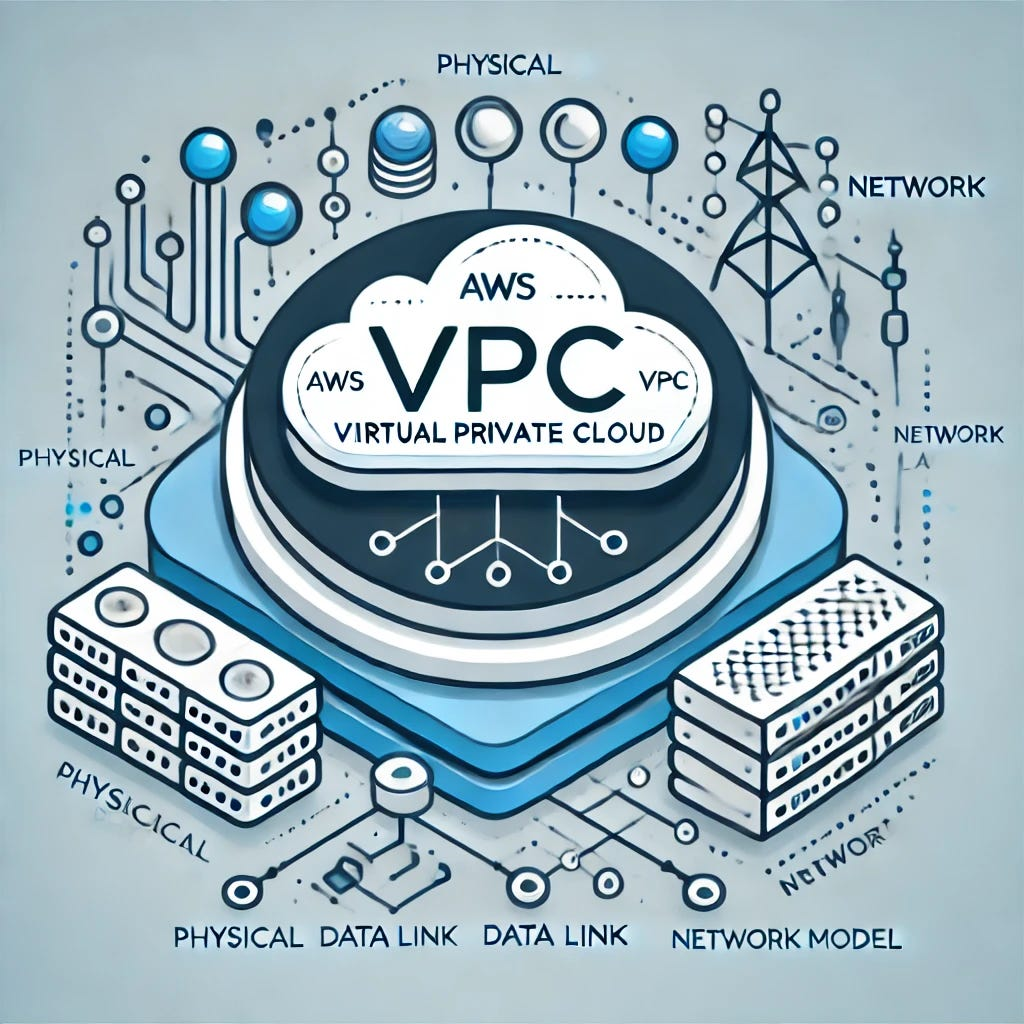 PHYSICAL
NETWORK
AWS
AWS VPC VPC
VIRTUAL PRIVATE CLOUD
PHYSICAL
NETWORK
A
PHYSICICAL
NETWORK
PHYSICAL DATA LINK DATA LINK NETWORK MODEL